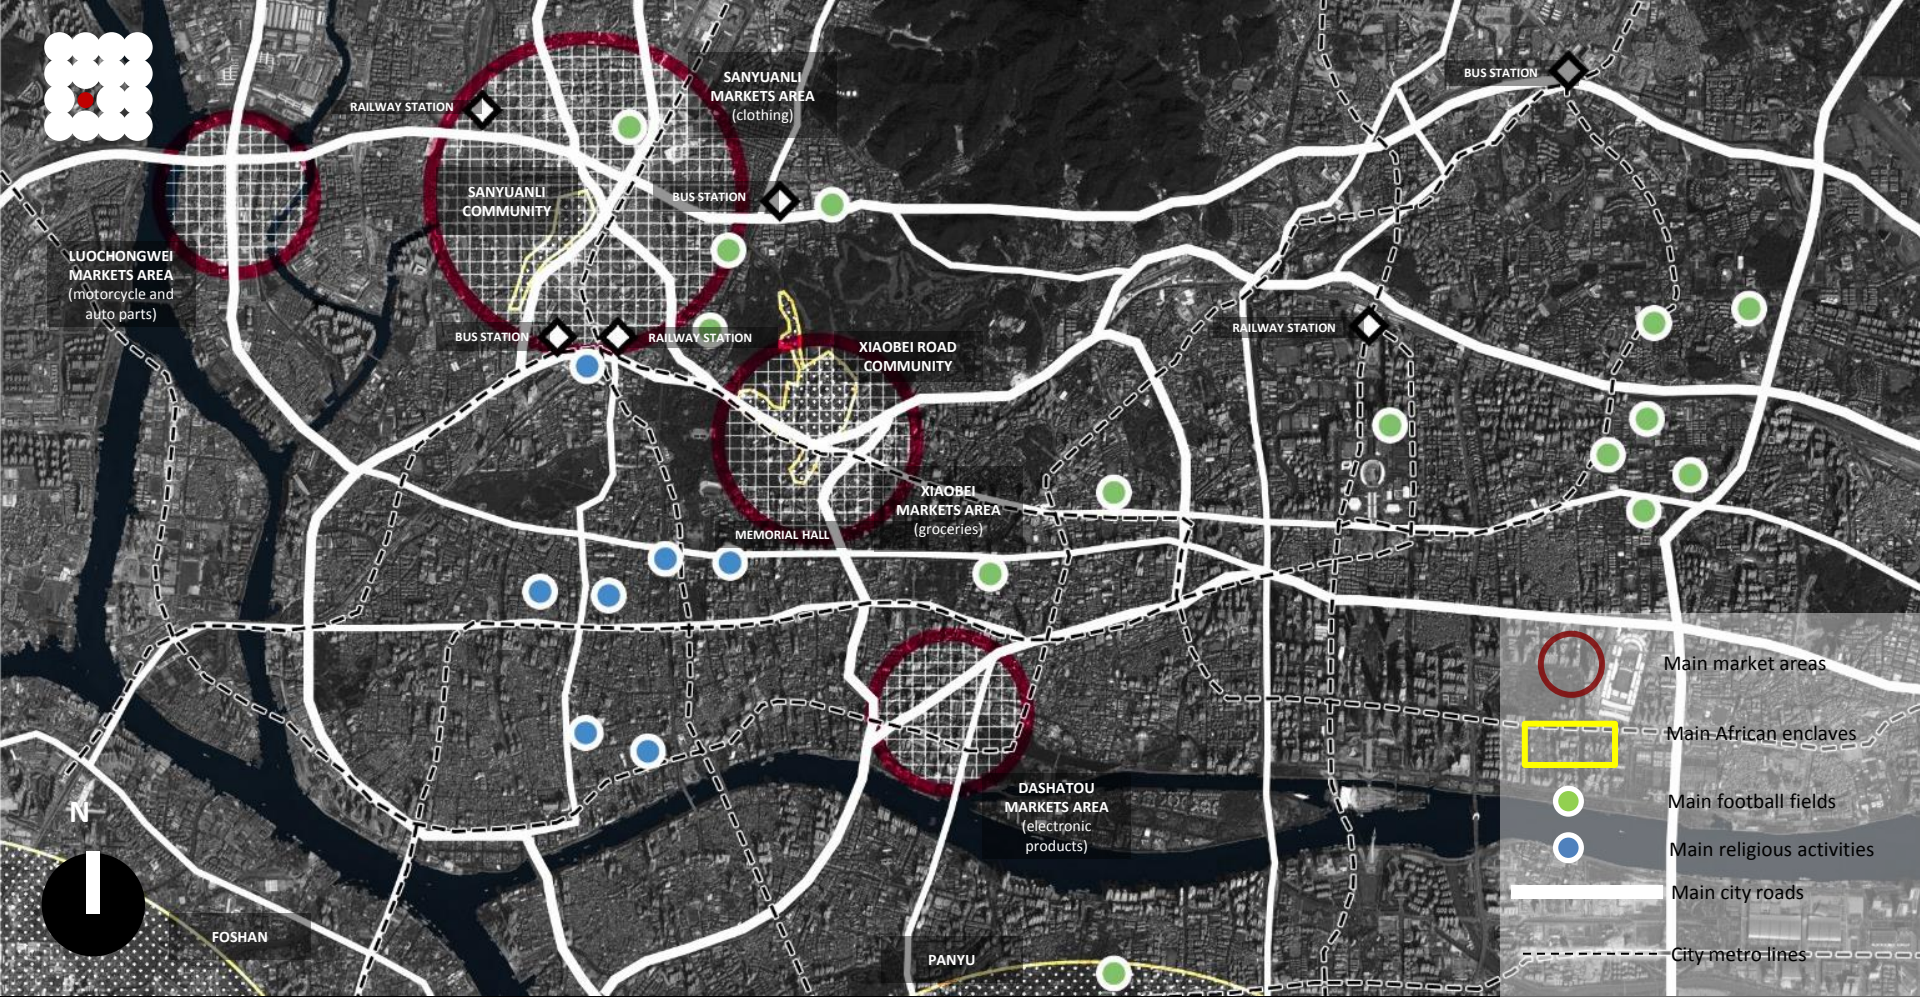 BUS STATION
SANYUANLI
MARKETS AREA
(clothing)
RAILWAY STATION
SANYUANLI
COMMUNITY
BUS STATION
LUOCHONGWEI
MARKETS AREA
(motorcycle and
auto parts)
BUS STATION
RAILWAY STATION
RAILWAY STATION
XIAOBEI ROAD
COMMUNITY
XIAOBEI
MARKETS AREA
(groceries)
MEMORIAL HALL
DASHATOU
MARKETS AREA
(electronic
products)
N
FOSHAN
PANYU
Main market areas
Main African enclaves
Main football fields
Main religious activities
Main city roads
City metro lines